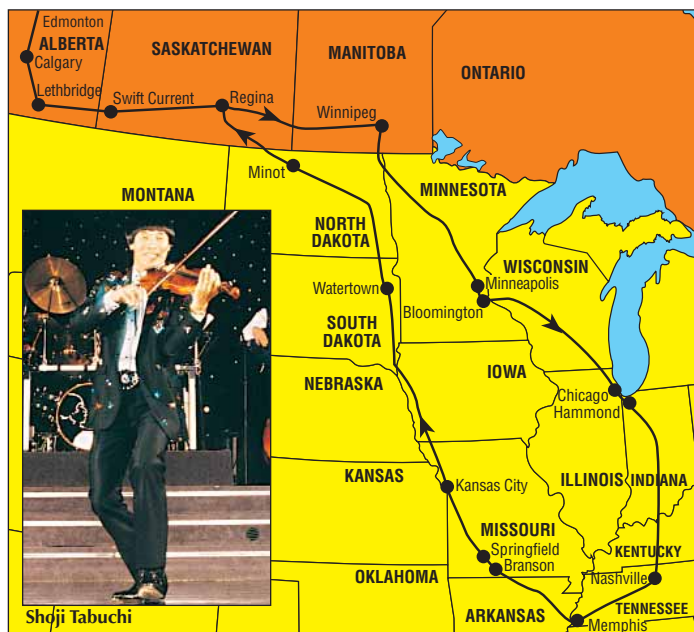 Edmonton
ALBERTA
Calgary
Lethbridge
SASKATCHEWAN
Swift Current
Regina
MANITOBA
Winnipeg
ONTARIO
MONTANA
Minot
NORTH
DAKOTA
MINNESOTA
Watertown
SOUTH
DAKOTA
WISCONSIN
Minneapolis
Bloomington
NEBRASKA
IOWA
Chicago
Hammond
KANSAS
Kansas City
ILLINOIS
INDIANA
MISSOURI
Springfield
Branson
KENTUCKY
Nashville
OKLAHOMA
ARKANSAS
TENNESSEE
Memphis
Shoji Tabuchi